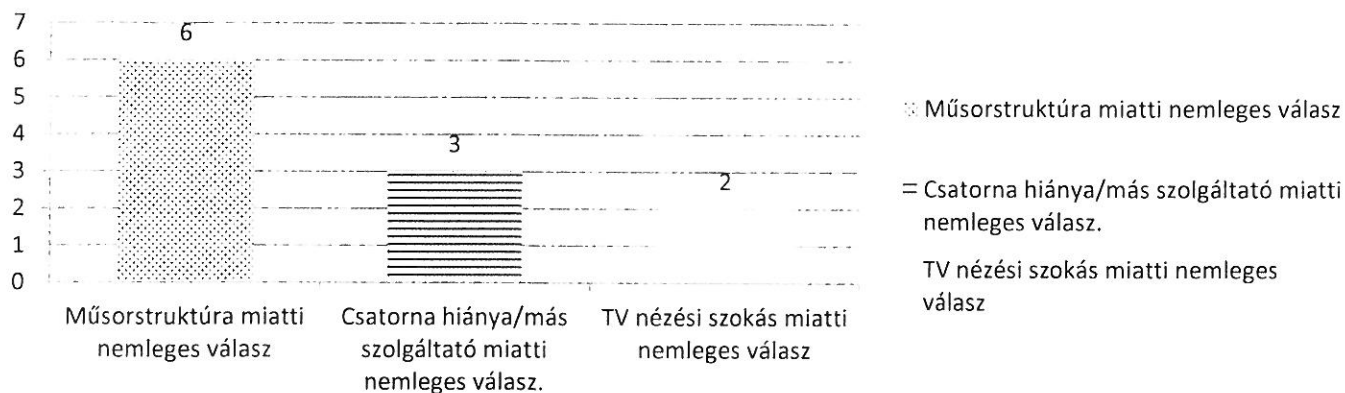 7
6
5
4
3
2
1
0
6
3
2
Műsorstruktúra miatti
nemleges válasz
Csatorna hiánya/más
szolgáltató miatti
nemleges válasz.
TV nézési szokás miatti
nemleges válasz
Műsorstruktúra miatti nemleges válasz
Csatorna hiánya/más szolgáltató miatti
nemleges válasz.
TV nézési szokás miatti nemleges
válasz